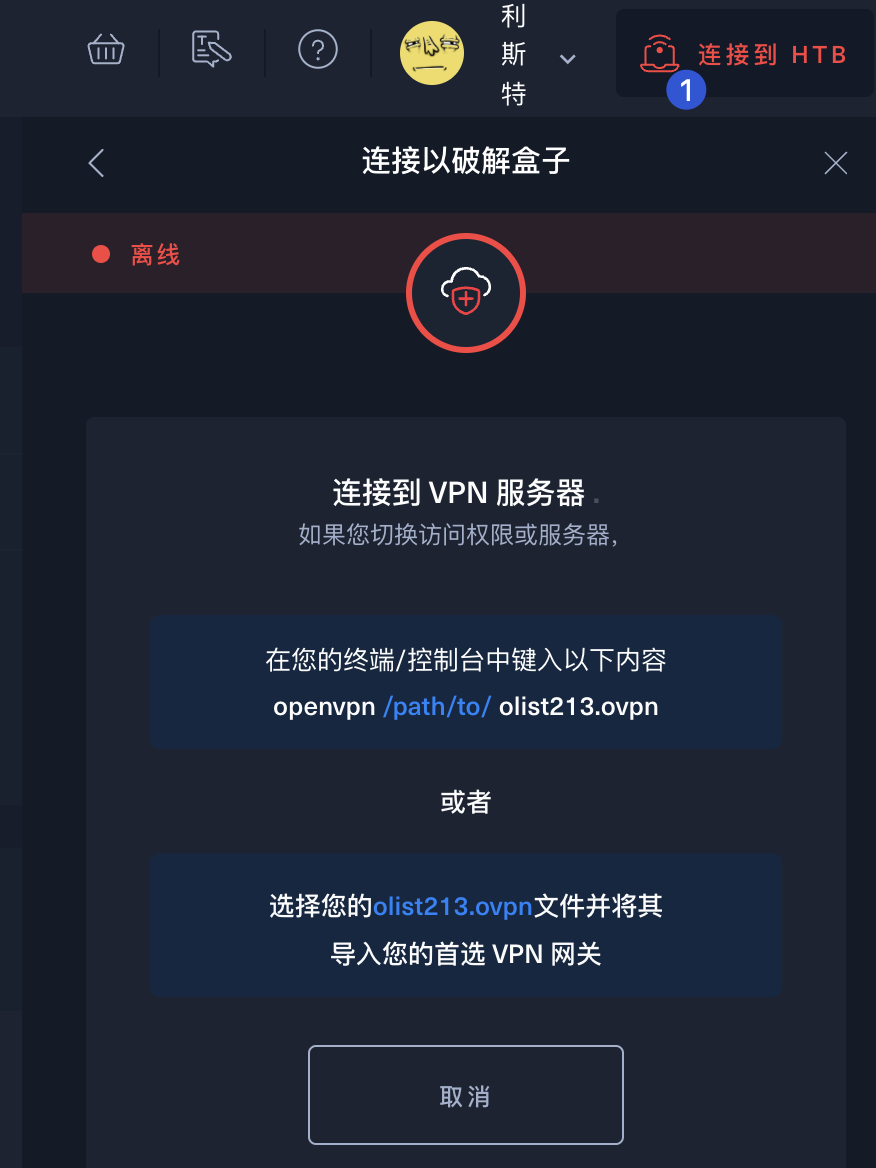 利
斯
特
连接到 HTB
1
连接以破解盒子
离线
连接到 VPN 服务器 .
如果您切换访问权限或服务器,
在您的终端/控制台中键入以下内容
openvpn /path/to/ olist213.ovpn
或者
选择您的olist213.ovpn文件并将其
导入您的首选 VPN 网关
取消